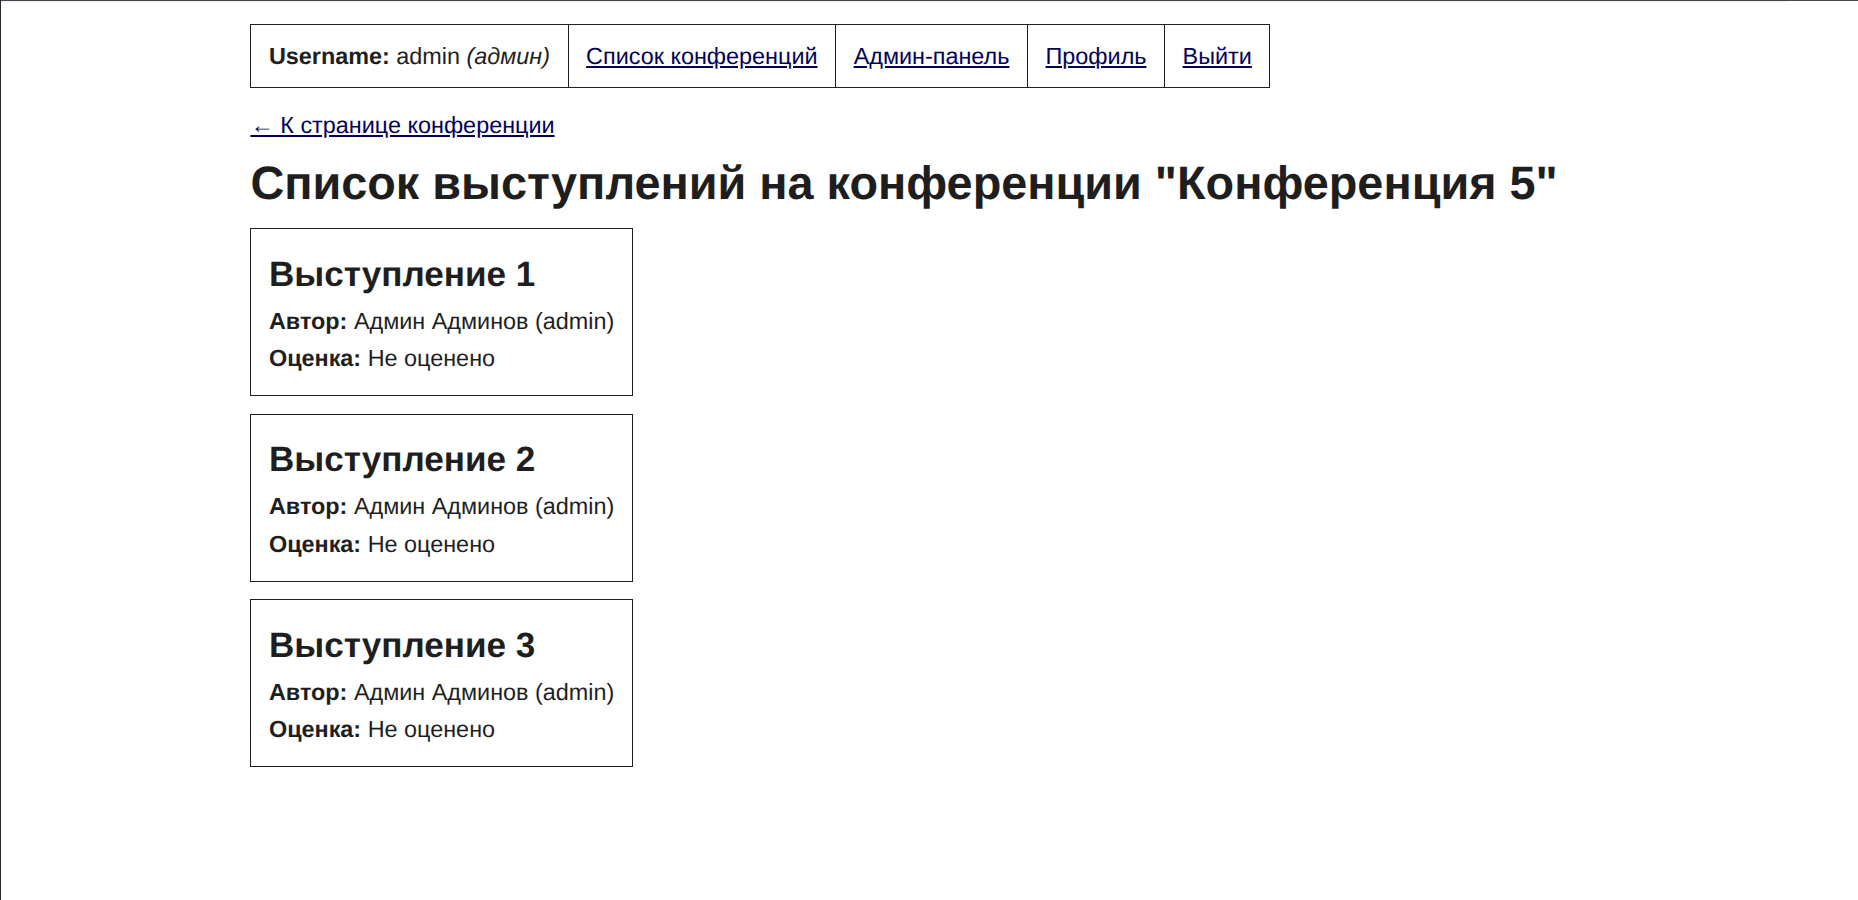 Username: admin (админ) Список конференций Админ-панель Профиль Выйти
← К странице конференции
Список выступлений на конференции "Конференция 5"
Выступление 1
Автор: Админ Админов (admin)
Оценка: Не оценено
Выступление 2
Автор: Админ Админов (admin)
Оценка: Не оценено
Выступление 3
Автор: Админ Админов (admin)
Оценка: Не оценено